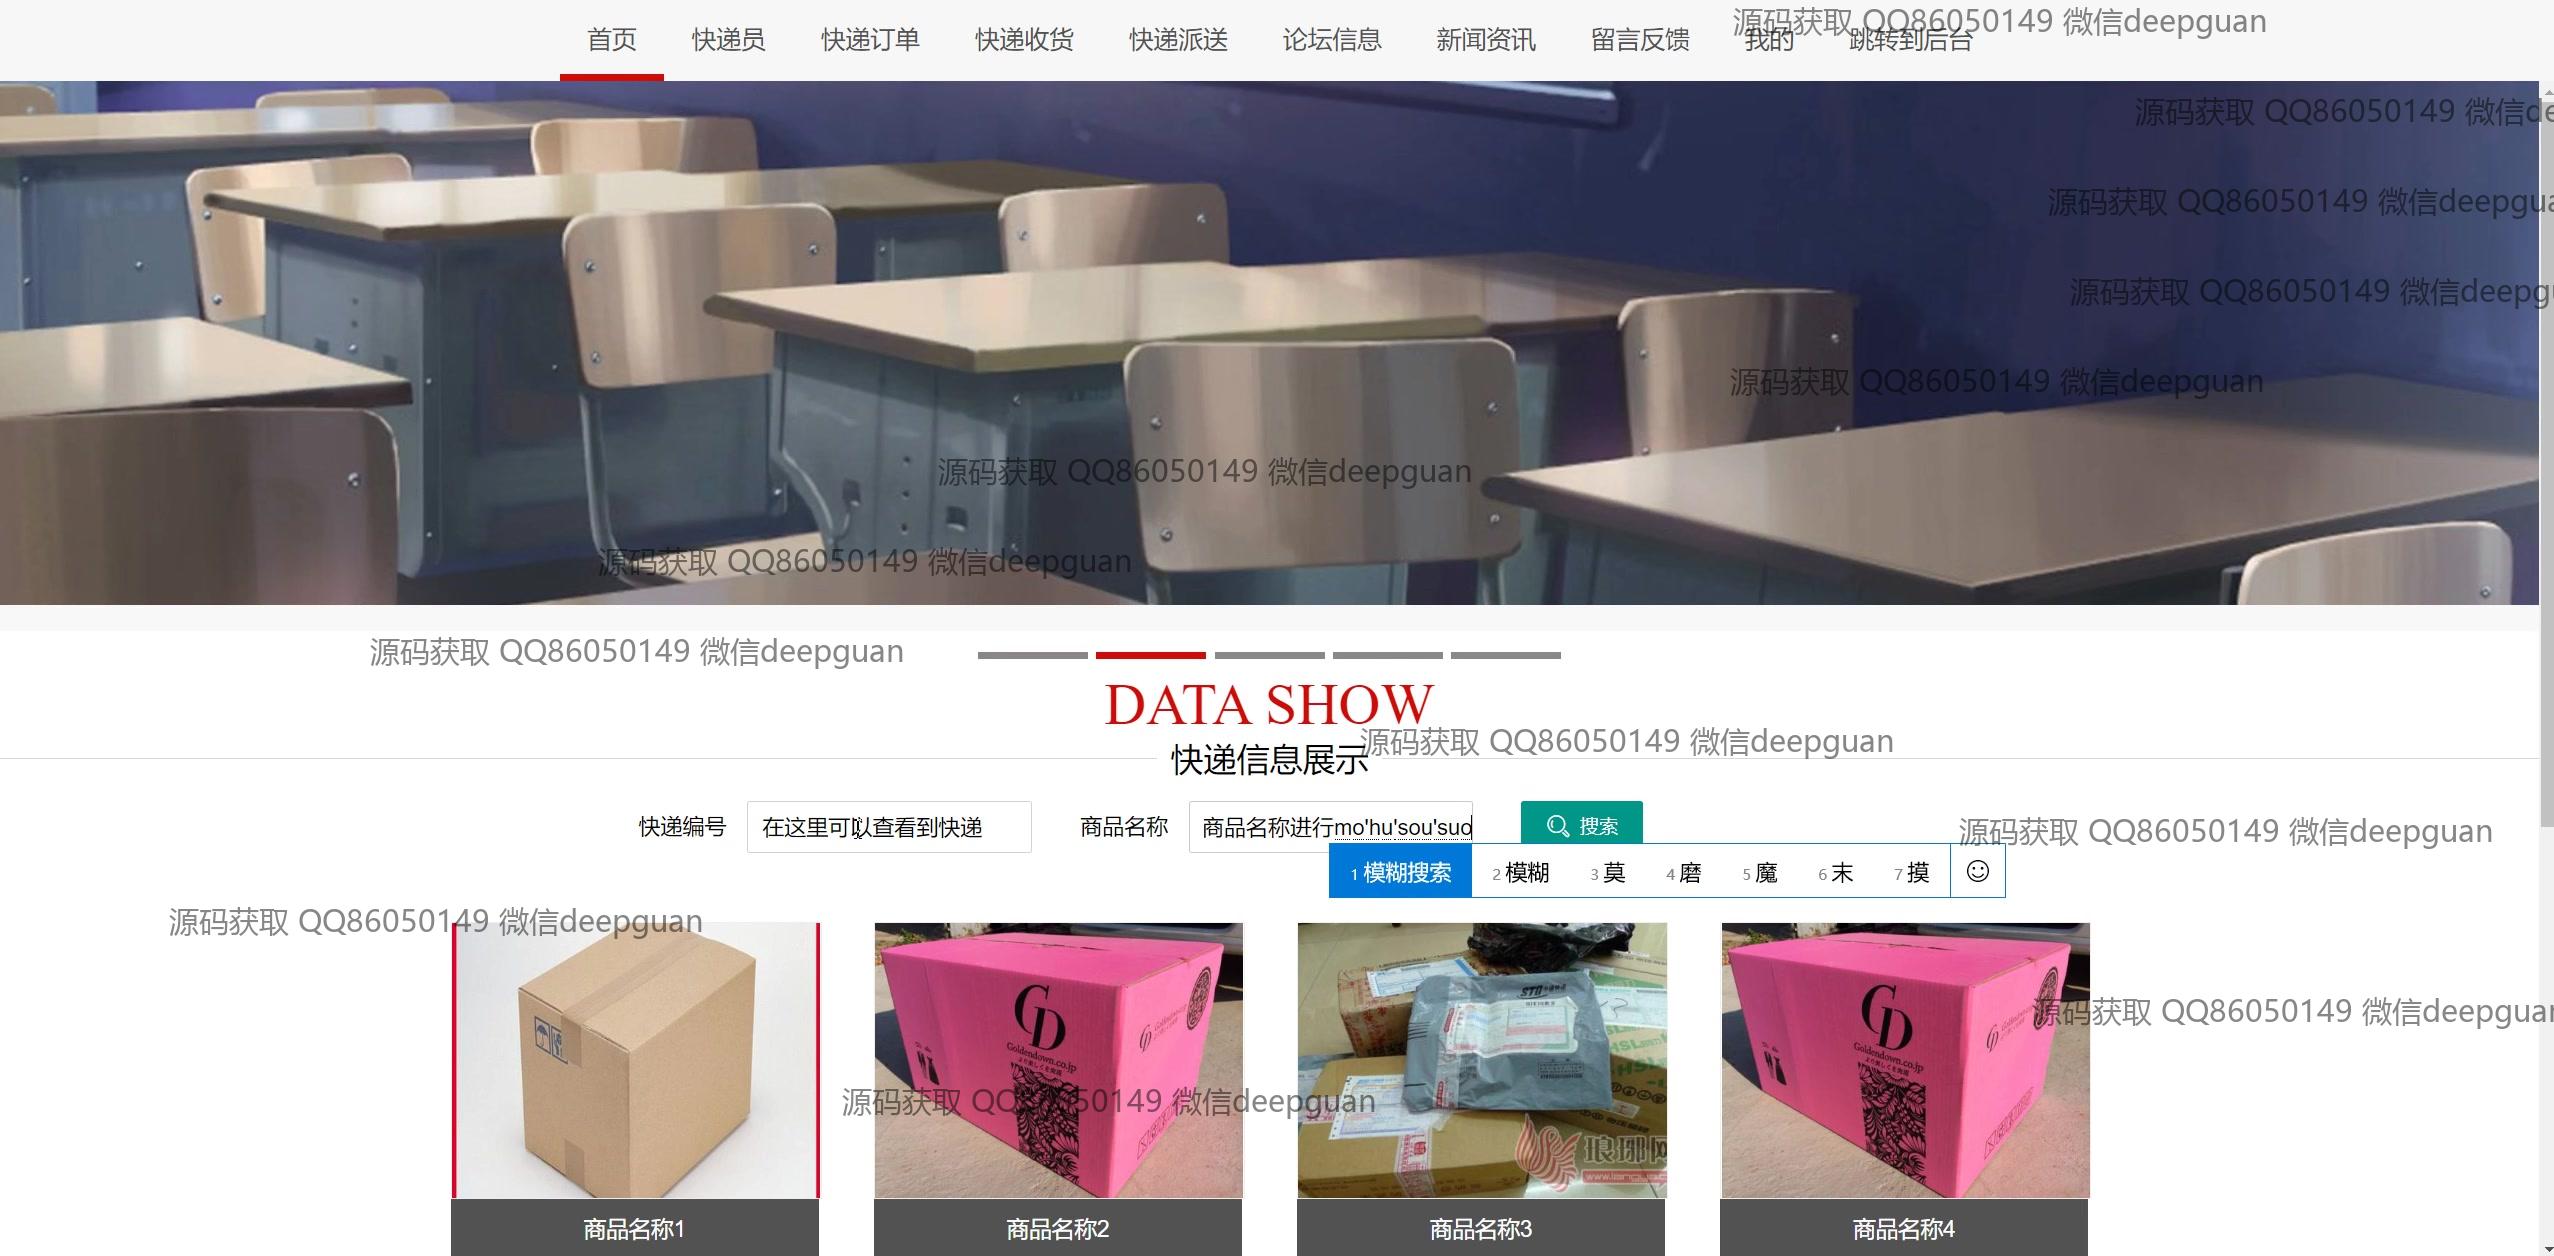 首页 快递员 快递订单 快递收货 快递派送 论坛信息 新闻资讯 留言反馈 我的 跳转到后台
源码获取 QQ86050149 微信deepguan
源码获取 QQ86050149 微信de
源码获取 QQ86050149 微信deepgua
源码获取 QQ86050149 微信deepg
源码获取 QQ86050149 微信deepguan
源码获取 QQ86050149 微信deepguan
源码获取 QQ86050149 微信deepguan
源码获取 QQ86050149 微信deepguan
DATA SHOW
源码获取 QQ86050149 微信deepguan
快递信息展示
快递编号 在这里可以查看到快递 商品名称 商品名称进行mo'hu'sou'suo 搜索
源码获取 QQ86050149 微信deepguan
1 模糊搜索 2 模糊 3 莫 4 磨 5 魔 6 末 7 摸
源码获取 QQ86050149 微信deepguan
GD
Goldendown.co.jp
STO
琅琊网
GD
Goldendown.co.jp
源码获取 QQ86050149 微信deepguan
源码获取 QQ86050149 微信deepguan
商品名称1 商品名称2 商品名称3 商品名称4